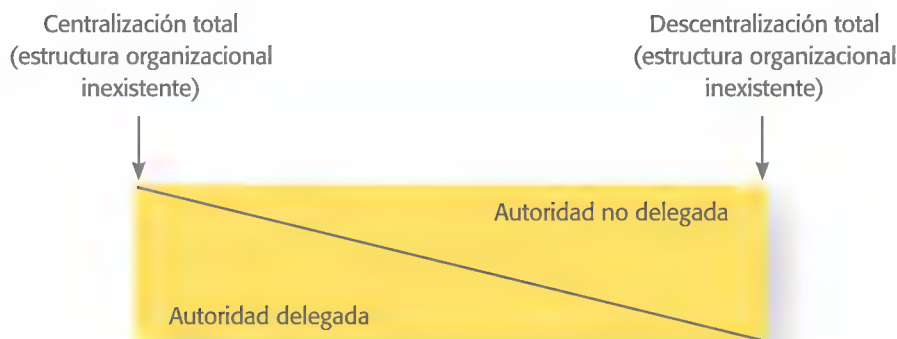 Centralización total
(estructura organizacional
inexistente)
Descentralización total
(estructura organizacional
inexistente)
Autoridad no delegada
Autoridad delegada